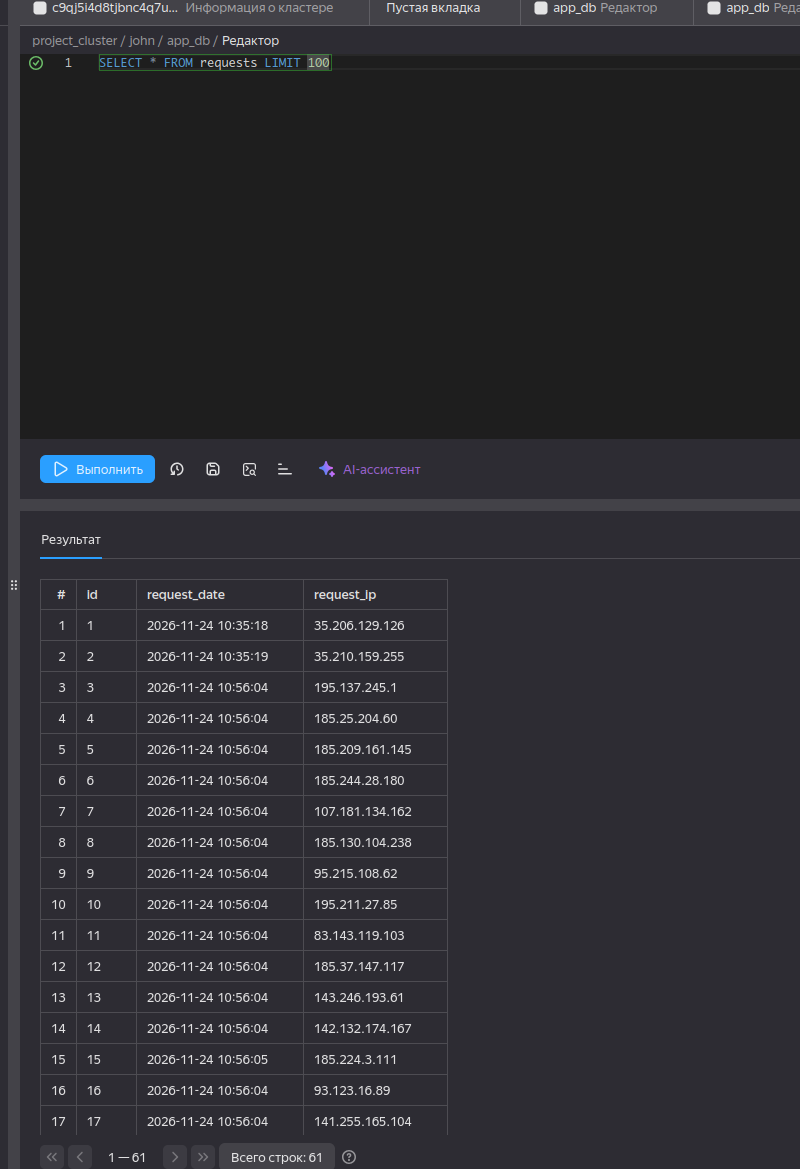 c9qj5i4d8tjbnc4q7u... Информация о кластере Пустая вкладка app_db Редактор app_db Реда
project_cluster / john / app_db / Редактор
1 SELECT * FROM requests LIMIT 100
Выполнить AI-ассистент
Результат
# id request_date request_ip
1 1 2026-11-24 10:35:18 35.206.129.126
2 2 2026-11-24 10:35:19 35.210.159.255
3 3 2026-11-24 10:56:04 195.137.245.1
4 4 2026-11-24 10:56:04 185.25.204.60
5 5 2026-11-24 10:56:04 185.209.161.145
6 6 2026-11-24 10:56:04 185.244.28.180
7 7 2026-11-24 10:56:04 107.181.134.162
8 8 2026-11-24 10:56:04 185.130.104.238
9 9 2026-11-24 10:56:04 95.215.108.62
10 10 2026-11-24 10:56:04 195.211.27.85
11 11 2026-11-24 10:56:04 83.143.119.103
12 12 2026-11-24 10:56:04 185.37.147.117
13 13 2026-11-24 10:56:04 143.246.193.61
14 14 2026-11-24 10:56:04 142.132.174.167
15 15 2026-11-24 10:56:05 185.224.3.111
16 16 2026-11-24 10:56:04 93.123.16.89
17 17 2026-11-24 10:56:04 141.255.165.104
1 — 61 Всего строк: 61